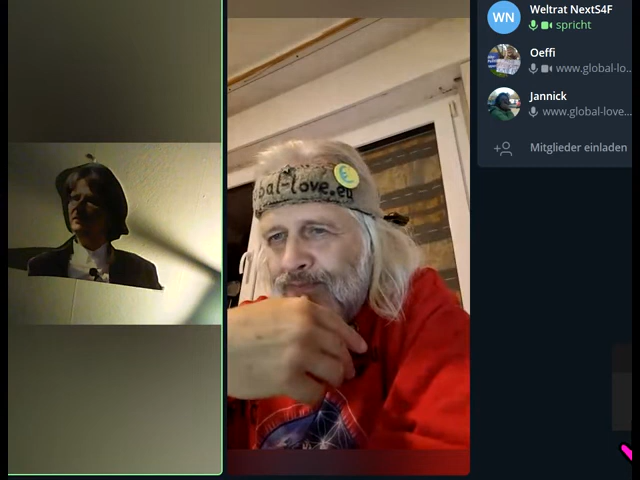 WN
Weltrat NextS4F
spricht
Oeffi
www.global-lo...
Jannick
www.global-love...
Mitglieder einladen
bal-love.eu